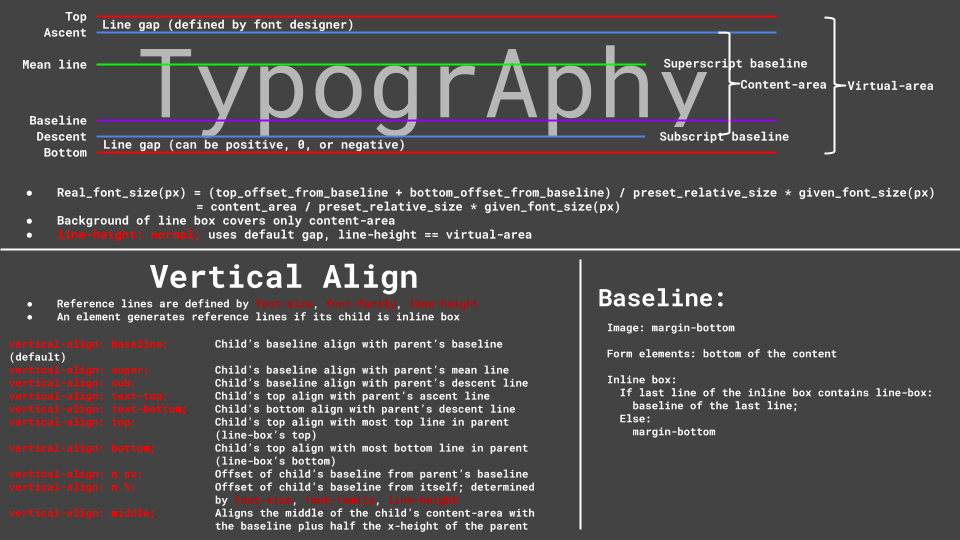 Top
Line gap (defined by font designer)
Ascent
TypogrAphy
Mean line
Superscript baseline
Content-area
Virtual-area
Baseline
Descent
Subscript baseline
Line gap (can be positive, 0, or negative)
Bottom
● Real_font_size(px) = (top_offset_from_baseline + bottom_offset_from_baseline) / preset_relative_size * given_font_size(px)
= content_area / preset_relative_size * given_font_size(px)
● Background of line box covers only content-area
● line-height: normal; uses default gap, line-height == virtual-area
Vertical Align
● Reference lines are defined by font-size, font-family, line-height
● An element generates reference lines if its child is inline box
vertical-align: baseline; Child's baseline align with parent's baseline
(default)
vertical-align: super; Child's baseline align with parent's mean line
vertical-align: sub; Child's baseline align with parent's descent line
vertical-align: text-top; Child's top align with parent's ascent line
vertical-align: text-bottom; Child's bottom align with parent's descent line
vertical-align: top; Child's top align with most top line in parent
(line-box's top)
vertical-align: bottom; Child's top align with most bottom line in parent
(line-box's bottom)
vertical-align: n px; Offset of child's baseline from parent's baseline
vertical-align: n %; Offset of child's baseline from itself; determined
by font-size, font-family, line-height
vertical-align: middle; Aligns the middle of the child's content-area with
the baseline plus half the x-height of the parent
Baseline:
Image: margin-bottom
Form elements: bottom of the content
Inline box:
If last line of the inline box contains line-box:
baseline of the last line;
Else:
margin-bottom